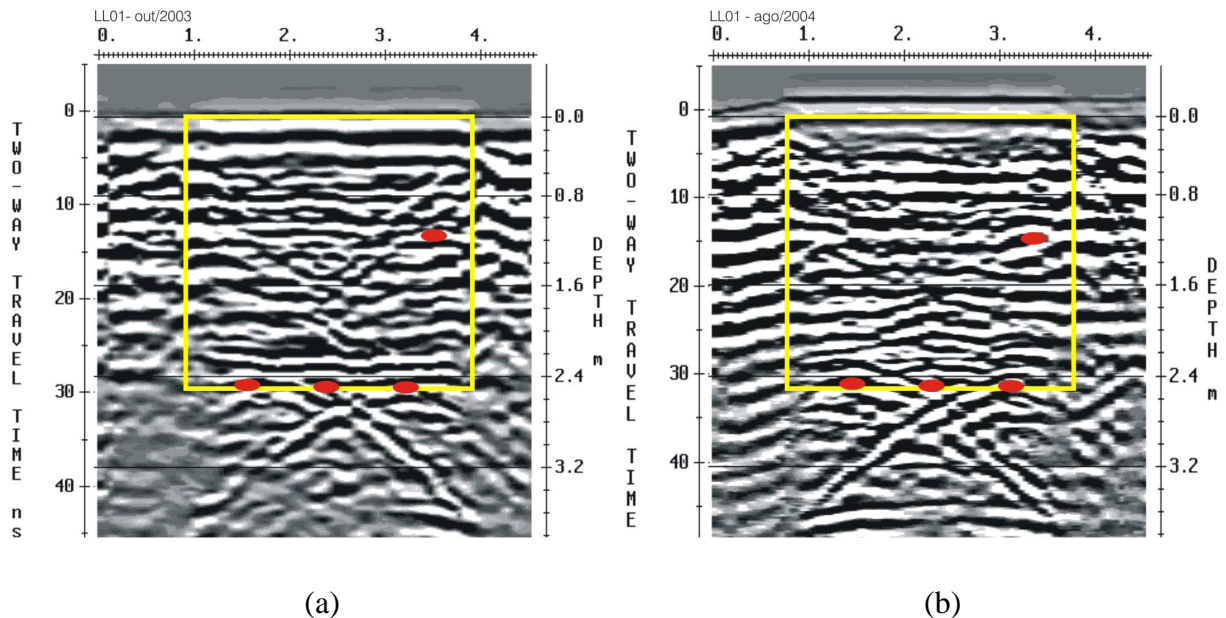 LL01- out/2003
1. 2. 3. 4.
0
10
20
30
40
TWO-WAY TRAVEL TIME ns
0.0
0.8
1.6
2.4
3.2
DEPTH m
(a)
LL01 - ago/2004
0. 1. 2. 3. 4.
0
10
20
30
40
TWO-WAY TRAVEL TIME
0.0
0.8
1.6
2.4
3.2
DEPTH m
(b)